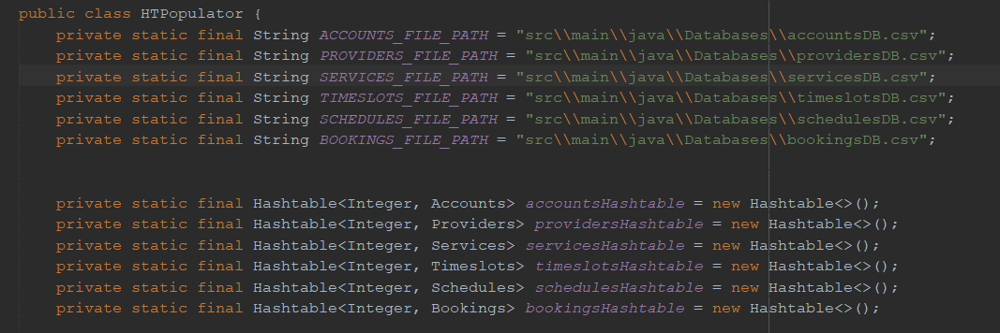 public class HTPopulator {
private static final String ACCOUNTS_FILE_PATH = "src\\main\\java\\Databases\\accountsDB.csv";
private static final String PROVIDERS_FILE_PATH = "src\\main\\java\\Databases\\providersDB.csv";
private static final String SERVICES_FILE_PATH = "src\\main\\java\\Databases\\servicesDB.csv";
private static final String TIMESLOTS_FILE_PATH = "src\\main\\java\\Databases\\timeslotsDB.csv";
private static final String SCHEDULES_FILE_PATH = "src\\main\\java\\Databases\\schedulesDB.csv";
private static final String BOOKINGS_FILE_PATH = "src\\main\\java\\Databases\\bookingsDB.csv";
private static final Hashtable<Integer, Accounts> accountsHashtable = new Hashtable<>();
private static final Hashtable<Integer, Providers> providersHashtable = new Hashtable<>();
private static final Hashtable<Integer, Services> servicesHashtable = new Hashtable<>();
private static final Hashtable<Integer, Timeslots> timeslotsHashtable = new Hashtable<>();
private static final Hashtable<Integer, Schedules> schedulesHashtable = new Hashtable<>();
private static final Hashtable<Integer, Bookings> bookingsHashtable = new Hashtable<>();